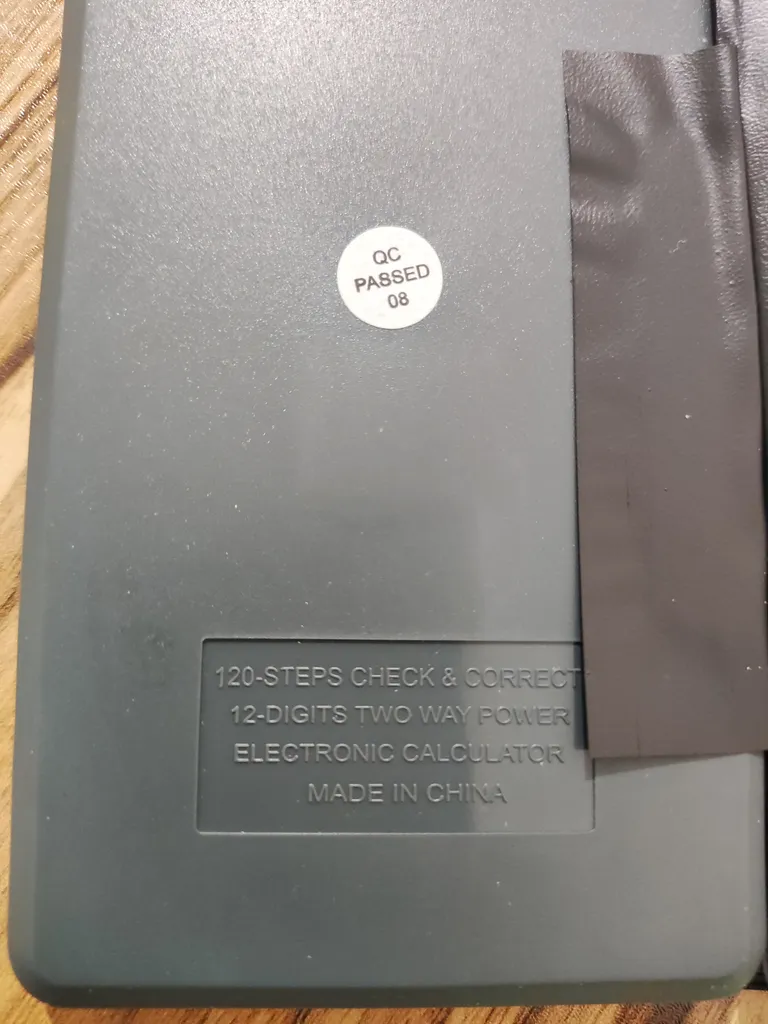 QC
PASSED
08
120-STEPS CHECK & CORRECT
12-DIGITS TWO WAY POWER
ELECTRONIC CALCULATOR
MADE IN CHINA